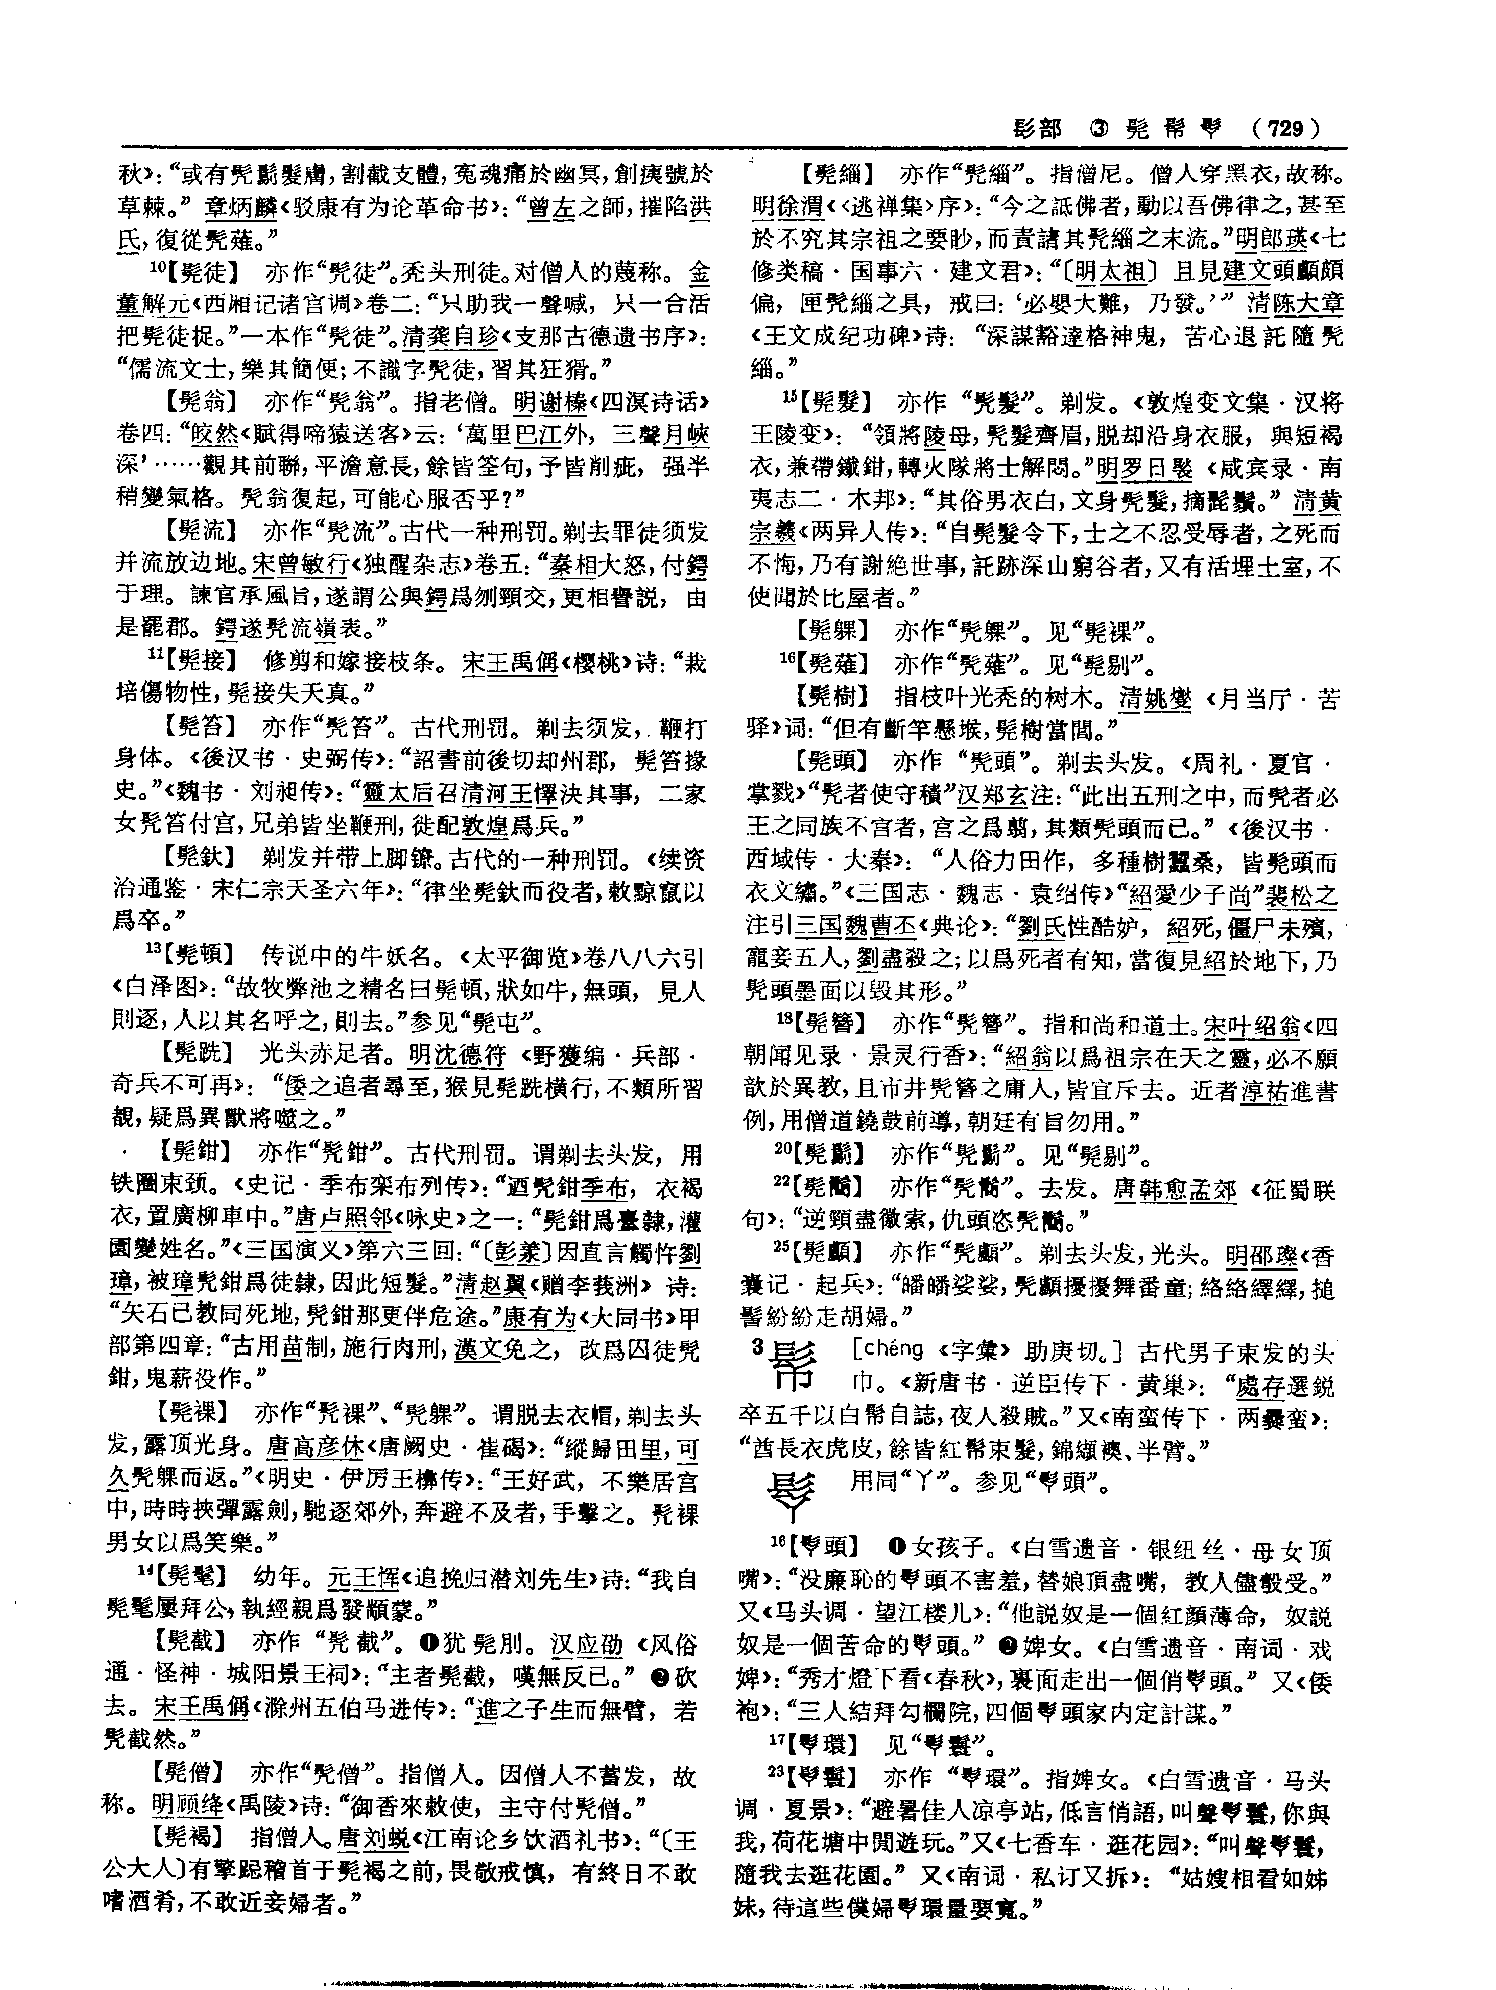 髟部 ③ 髡 䯱 (729)
秋》：“或有髡鬎髮膚，割截支體，冤魂痛於幽冥，創痍號於
草棘。” 章炳麟《驳康有为论革命书》：“曾左之師，摧陷洪
氏，復從髡薙。”
10【髡徒】 亦作“髠徒”。秃头刑徒。对僧人的蔑称。 金
董解元《西厢记诸宫调》卷二：“只助我一聲喊， 只一合活
把髡徒捉。”一本作“髠徒”。清龚自珍《支那古德遗书序》：
“儒流文士，樂其簡便；不識字髠徒，習其狂猾。”
【髡翁】 亦作“髠翁”。指老僧。明谢榛《四溟诗话》
卷四：“皎然《賦得啼猿送客》云：‘萬里巴江外， 三聲月峽
深’……觀其前聯，平澹意長，餘皆筌句，予皆削疵， 强半
稍變氣格。 髠翁復起，可能心服否乎？”
【髡流】 亦作“髠流”。古代一种刑罚。剃去罪徒须发
并流放边地。宋曾敏行《独醒杂志》卷五：“秦相大怒，付鍔
于理。 諫官承風旨，遂謂公與鍔爲刎頸交，更相譽説， 由
是罷郡。 鍔遂髠流嶺表。”
11【髡接】 修剪和嫁接枝条。 宋王禹偁《樱桃》诗：“栽
培傷物性，髡接失天真。”
【髡笞】 亦作“髠笞”。古代刑罚。剃去须发， 鞭打
身体。《後汉书·史弼传》：“詔書前後切却州郡， 髡笞掾
史。”《魏书·刘昶传》：“靈太后召清河王懌決其事， 二家
女髠笞付宫，兄弟皆坐鞭刑，徙配敦煌爲兵。”
【髡釱】 剃发并带上脚镣。古代的一种刑罚。《续资
治通鉴·宋仁宗天圣六年》：“律坐髡釱而役者，敕黥竄以
爲卒。”
13【髡頓】 传说中的牛妖名。《太平御览》卷八八六引
《白泽图》：“故牧弊池之精名曰髡頓，狀如牛，無頭， 見人
則逐，人以其名呼之，則去。”参见“髡屯”。
【髡跣】 光头赤足者。明沈德符《野獲编·兵部·
奇兵不可再》： “倭之追者尋至，猴見髡跣横行，不類所習
覩，疑爲異獸將噬之。”
【髡鉗】 亦作“髠鉗”。古代刑罚。谓剃去头发， 用
铁圈束颈。《史记·季布栾布列传》：“迺髠鉗季布， 衣褐
衣，置廣柳車中。”唐卢照邻《咏史》之一：“髡鉗爲臺隸，灌
園變姓名。”《三国演义》第六三回：“〔彭羕〕因直言觸忤劉
璋，被璋髠鉗爲徒隸，因此短髮。”清赵翼《赠李莪洲》 诗：
“矢石已教同死地，髠鉗那更伴危途。”康有为《大同书》甲
部第四章：“古用苗制，施行肉刑，漢文免之， 改爲囚徒髠
鉗，鬼薪役作。”
【髡裸】 亦作“髠裸”、“髠躶”。谓脱去衣帽，剃去头
发，露顶光身。唐高彦休《唐阙史·崔碣》：“縱歸田里，可
久髠躶而返。”《明史·伊厉王㰘传》：“王好武， 不樂居宫
中，時時挾彈露劍，馳逐郊外，奔避不及者，手擊之。 髠裸
男女以爲笑樂。”
14【髡髦】 幼年。元王恽《追挽归潜刘先生》诗：“我自
髡髦屢拜公，執經親爲發顓蒙。”
【髡截】 亦作 “髠截”。❶犹髡刖。汉应劭《风俗
通·怪神·城阳景王祠》：“主者髡截， 嘆無反已。” ❷砍
去。 宋王禹偁《滁州五伯马进传》：“進之子生而無臂， 若
髠截然。”
【髡僧】 亦作“髠僧”。指僧人。因僧人不蓄发， 故
称。明顾绛《禹陵》诗：“御香來敕使， 主守付髠僧。”
【髡褐】 指僧人。唐刘蜕《江南论乡饮酒礼书》：“〔王
公大人〕有擎跽稽首于髡褐之前，畏敬戒慎， 有終日不敢
嗜酒肴，不敢近妾婦者。”
【髡緇】 亦作“髠緇”。指僧尼。僧人穿黑衣，故称。
明徐渭《〈逃禅集〉序》：“今之詆佛者，動以吾佛律之，甚至
於不究其宗祖之要眇，而責諸其髠緇之末流。”明郎瑛《七
修类稿·国事六·建文君》：“〔明太祖〕且見建文頭顱頗
偏， 匣髠緇之具， 戒曰：‘必嬰大難， 乃發。’” 清陈大章
《王文成纪功碑》诗： “深謀豁達格神鬼， 苦心退託隨髠
緇。”
15【髡髮】 亦作 “髠髮”。剃发。《敦煌变文集·汉将
王陵变》： “領將陵母，髠髮齊眉，脱却沿身衣服， 與短褐
衣，兼帶鐵鉗，轉火隊將士解悶。”明罗日褧《咸宾录·南
夷志二·木邦》：“其俗男衣白，文身髠髮，摘髭鬚。” 清黄
宗羲《两异人传》：“自髡髮令下，士之不忍受辱者，之死而
不悔，乃有謝絶世事，託跡深山窮谷者，又有活埋土室，不
使聞於比屋者。”
【髡躶】 亦作“髠躶”。见“髡裸”。
16【髡薙】 亦作“髠薙”。见“髡剔”。
【髡樹】 指枝叶光秃的树木。清姚燮《月当厅·苦
驿》词：“但有斷竿懸堠，髡樹當閭。”
【髡頭】 亦作 “髠頭”。剃去头发。《周礼·夏官·
掌戮》“髠者使守積”汉郑玄注：“此出五刑之中，而髠者必
王之同族不宫者，宫之爲翦，其類髠頭而已。”《後汉书·
西域传·大秦》： “人俗力田作， 多種樹蠶桑， 皆髡頭而
衣文繡。”《三国志·魏志·袁绍传》“紹愛少子尚”裴松之
注引三国魏曹丕《典论》：“劉氏性酷妒， 紹死，僵尸未殯，
寵妾五人，劉盡殺之；以爲死者有知，當復見紹於地下，乃
髠頭墨面以毁其形。”
18【髡簪】 亦作“髠簪”。指和尚和道士。宋叶绍翁《四
朝闻见录·景灵行香》：“紹翁以爲祖宗在天之靈，必不願
歆於異教，且市井髠簪之庸人，皆宜斥去。近者淳祐進書
例，用僧道鐃鼓前導，朝廷有旨勿用。”
20【髡鬎】 亦作“髠鬎”。见“髡剔”。
22【髡鬝】 亦作“髠鬝”。去发。唐韩愈孟郊《征蜀联
句》：“逆頸盡徽索，仇頭恣髠鬝。”
25【髡顱】 亦作“髠顱”。剃去头发，光头。明邵璨《香
囊记·起兵》：“皤皤娑娑，髠顱擾擾舞番童；絡絡繹繹，搥
髻紛紛走胡婦。”
3 [chéng 《字彙》 助庚切。] 古代男子束发的头
巾。《新唐书·逆臣传下·黄巢》： “處存選鋭
卒五千以白帉自誌，夜人殺賊。”又《南蛮传下·两爨蛮》：
“酋長衣虎皮，餘皆紅帉束髮，錦纈襖、半臂。”
用同“丫”。参见“頭”。
16【頭】 ❶女孩子。《白雪遗音·银纽丝·母女顶
嘴》：“没廉恥的頭不害羞，替娘頂盡嘴， 教人儘彀受。”
又《马头调·望江楼儿》：“他説奴是一個紅顔薄命， 奴説
奴是一個苦命的頭。” ❷婢女。《白雪遗音·南词·戏
婢》：“秀才燈下看《春秋》，裏面走出一個俏頭。” 又《倭
袍》：“三人結拜勾欄院，四個頭家内定計謀。”
17【環】 见“鬟”。
23【鬟】 亦作 “環”。指婢女。《白雪遗音·马头
调·夏景》：“避暑佳人凉亭站，低言悄語，叫聲鬟，你與
我，荷花塘中閒遊玩。”又《七香车·逛花园》：“叫聲鬟，
隨我去逛花園。” 又《南词·私订又拆》： “姑嫂相看如姊
妹，待這些僕婦環量要寬。”